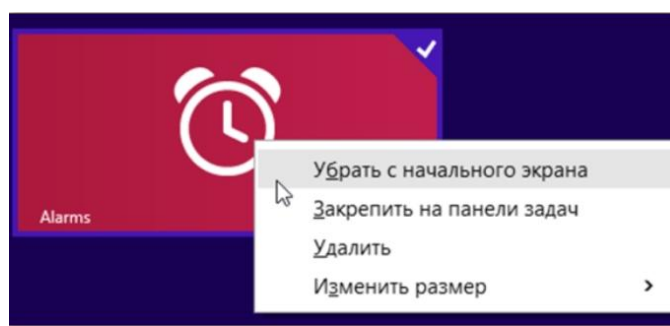 Alarms
Убрать с начального экрана
Закрепить на панели задач
Удалить
Изменить размер